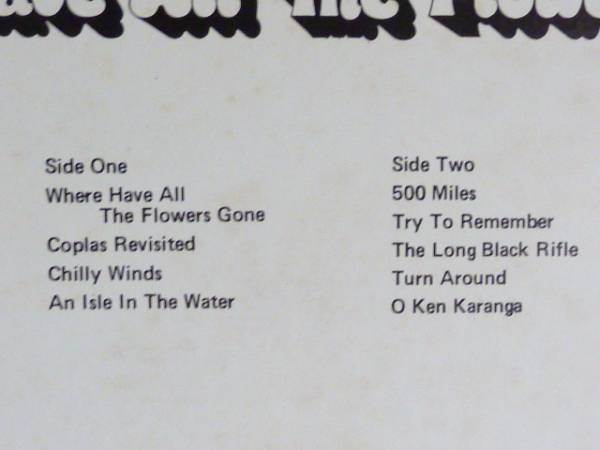 Side One
Where Have All
The Flowers Gone
Coplas Revisited
Chilly Winds
An Isle In The Water
Side Two
500 Miles
Try To Remember
The Long Black Rifle
Turn Around
O Ken Karanga